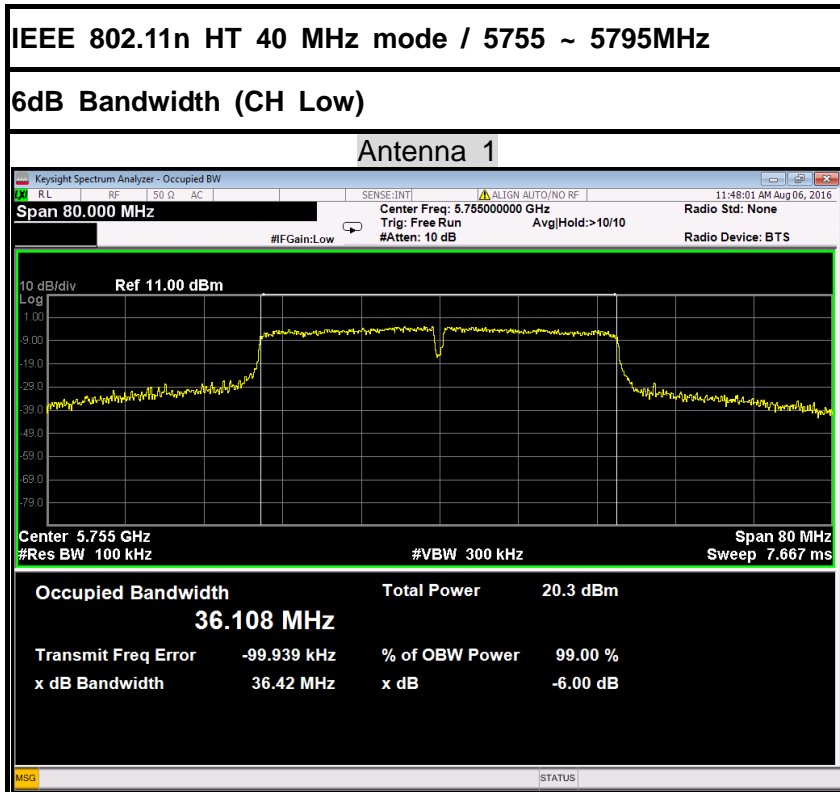 IEEE 802.11n HT 40 MHz mode / 5755 ~ 5795MHz
6dB Bandwidth (CH Low)
Antenna 1
Keysight Spectrum Analyzer - Occupied BW
LXI RL RF 50 Ω AC SENSE:INT ALIGN AUTO/NO RF 11:48:01 AM Aug 06, 2016
Span 80.000 MHz Center Freq: 5.755000000 GHz Radio Std: None
Trig: Free Run Avg|Hold:>10/10
#IFGain:Low #Atten: 10 dB Radio Device: BTS
10 dB/div Ref 11.00 dBm
Log
1.00
-9.00
-19.0
-29.0
-39.0
-49.0
-59.0
-69.0
-79.0
Center 5.755 GHz Span 80 MHz
#Res BW 100 kHz #VBW 300 kHz Sweep 7.667 ms
Occupied Bandwidth Total Power 20.3 dBm
36.108 MHz
Transmit Freq Error -99.939 kHz % of OBW Power 99.00 %
x dB Bandwidth 36.42 MHz x dB -6.00 dB
MSG STATUS